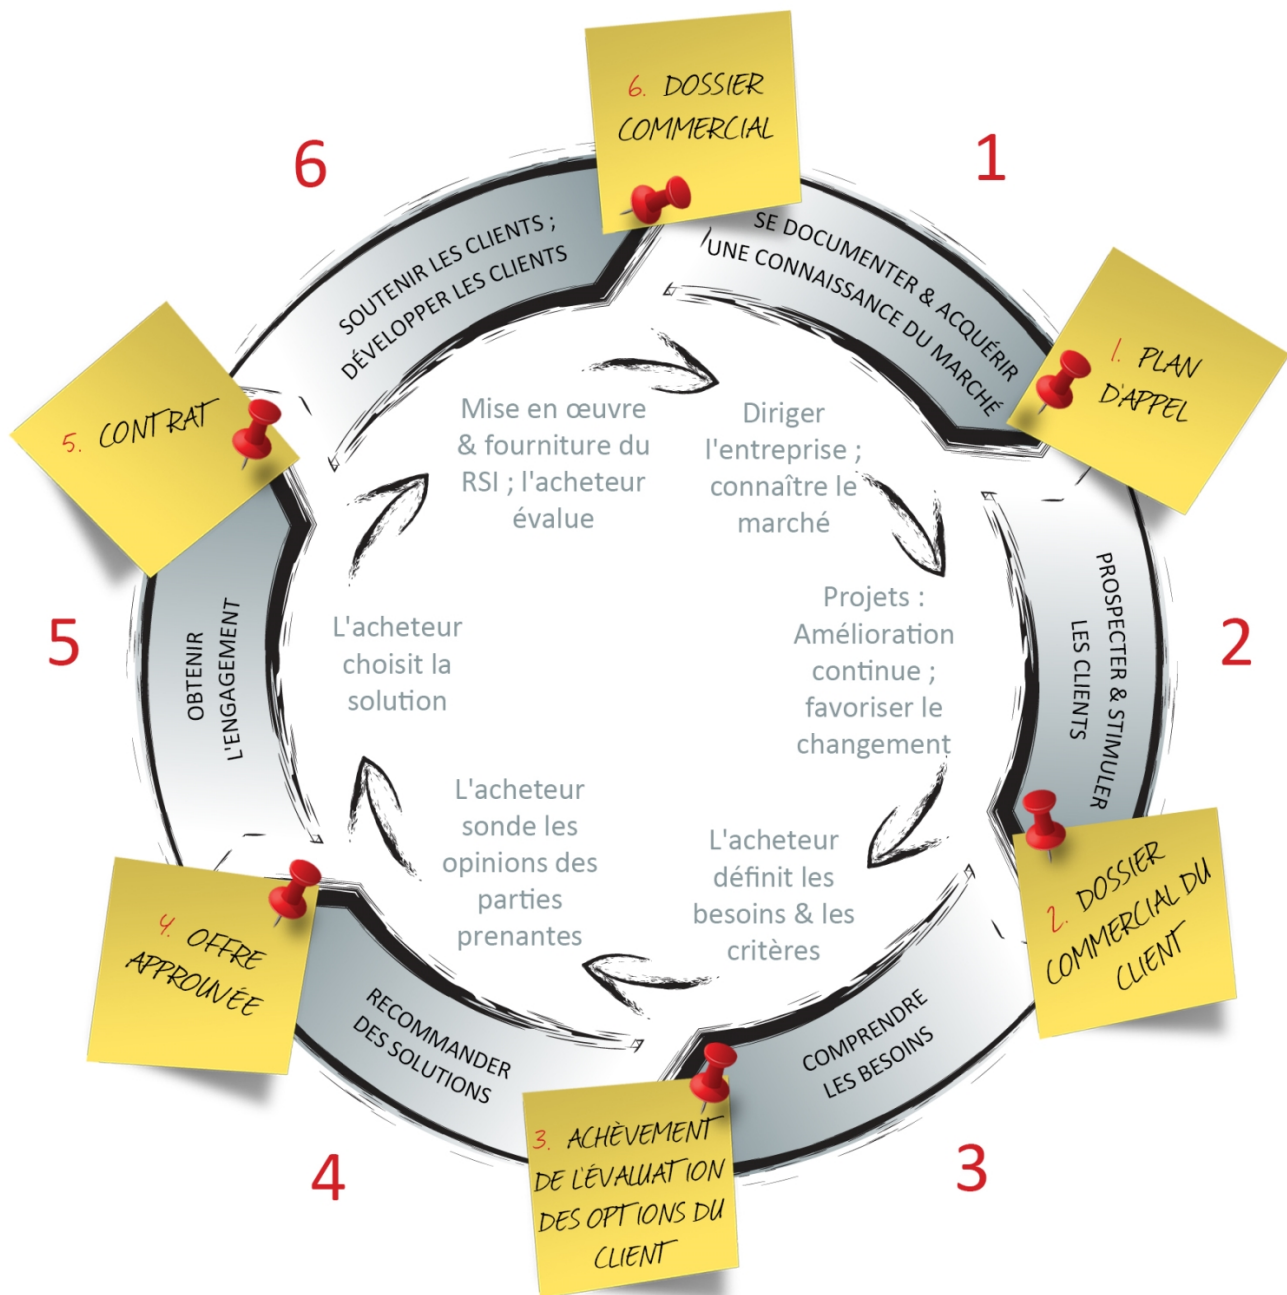 6. DOSSIER
COMMERCIAL
1
SE DOCUMENTER & ACQUÉRIR
UNE CONNAISSANCE DU MARCHÉ
1. PLAN
D'APPEL
2
PROSPECTER & STIMULER
LES CLIENTS
2. DOSSIER
COMMERCIAL DU
CLIENT
3
COMPRENDRE
LES BESOINS
3. ACHÈVEMENT
DE L'ÉVALUATION
DES OPTIONS DU
CLIENT
4
RECOMMANDER
DES SOLUTIONS
4. OFFRE
APPROUVÉE
5
OBTENIR
L'ENGAGEMENT
5. CONTRAT
6
SOUTENIR LES CLIENTS ;
DÉVELOPPER LES CLIENTS
Diriger
l'entreprise ;
connaître le
marché
Projets :
Amélioration
continue ;
favoriser le
changement
L'acheteur
définit les
besoins & les
critères
L'acheteur
sonde les
opinions des
parties
prenantes
L'acheteur
choisit la
solution
Mise en œuvre
& fourniture du
RSI ; l'acheteur
évalue